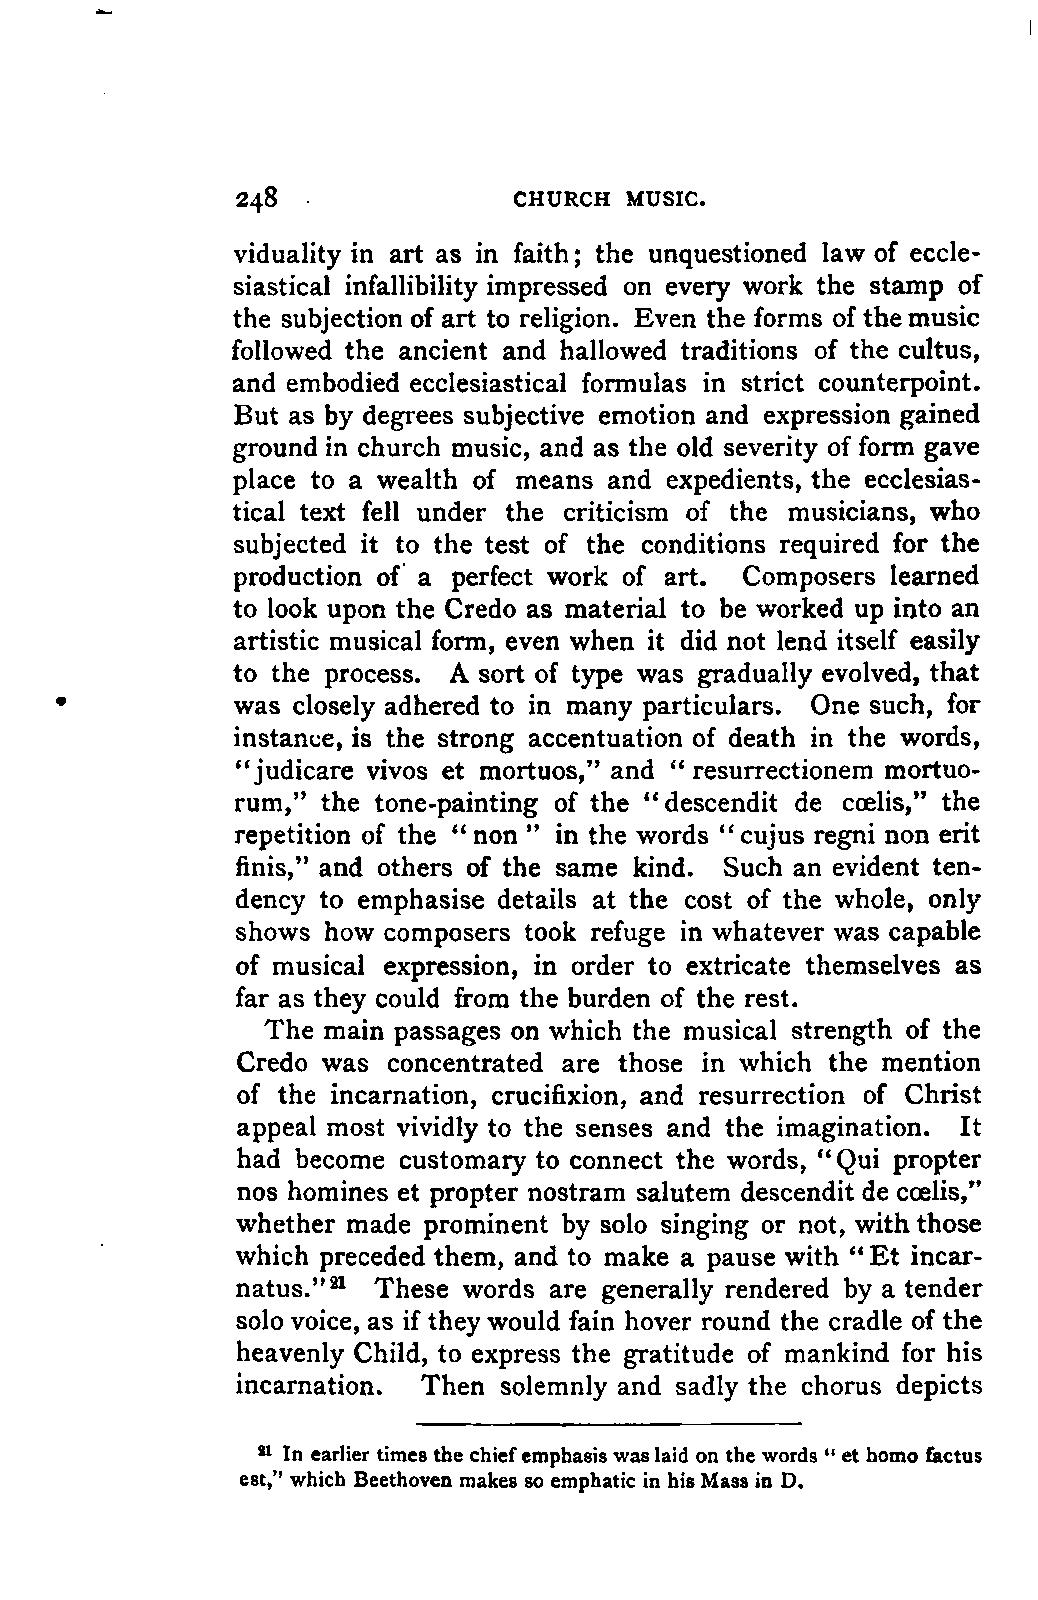 248 CHURCH MUSIC.
viduality in art as in faith; the unquestioned law of eccle-
siastical infallibility impressed on every work the stamp of
the subjection of art to religion. Even the forms of the music
followed the ancient and hallowed traditions of the cultus,
and embodied ecclesiastical formulas in strict counterpoint.
But as by degrees subjective emotion and expression gained
ground in church music, and as the old severity of form gave
place to a wealth of means and expedients, the ecclesias-
tical text fell under the criticism of the musicians, who
subjected it to the test of the conditions required for the
production of a perfect work of art. Composers learned
to look upon the Credo as material to be worked up into an
artistic musical form, even when it did not lend itself easily
to the process. A sort of type was gradually evolved, that
was closely adhered to in many particulars. One such, for
instance, is the strong accentuation of death in the words,
"judicare vivos et mortuos," and "resurrectionem mortuo-
rum," the tone-painting of the "descendit de cœlis," the
repetition of the "non" in the words "cujus regni non erit
finis," and others of the same kind. Such an evident ten-
dency to emphasise details at the cost of the whole, only
shows how composers took refuge in whatever was capable
of musical expression, in order to extricate themselves as
far as they could from the burden of the rest.
The main passages on which the musical strength of the
Credo was concentrated are those in which the mention
of the incarnation, crucifixion, and resurrection of Christ
appeal most vividly to the senses and the imagination. It
had become customary to connect the words, "Qui propter
nos homines et propter nostram salutem descendit de cœlis,"
whether made prominent by solo singing or not, with those
which preceded them, and to make a pause with "Et incar-
natus."21 These words are generally rendered by a tender
solo voice, as if they would fain hover round the cradle of the
heavenly Child, to express the gratitude of mankind for his
incarnation. Then solemnly and sadly the chorus depicts
21 In earlier times the chief emphasis was laid on the words "et homo factus
est," which Beethoven makes so emphatic in his Mass in D.